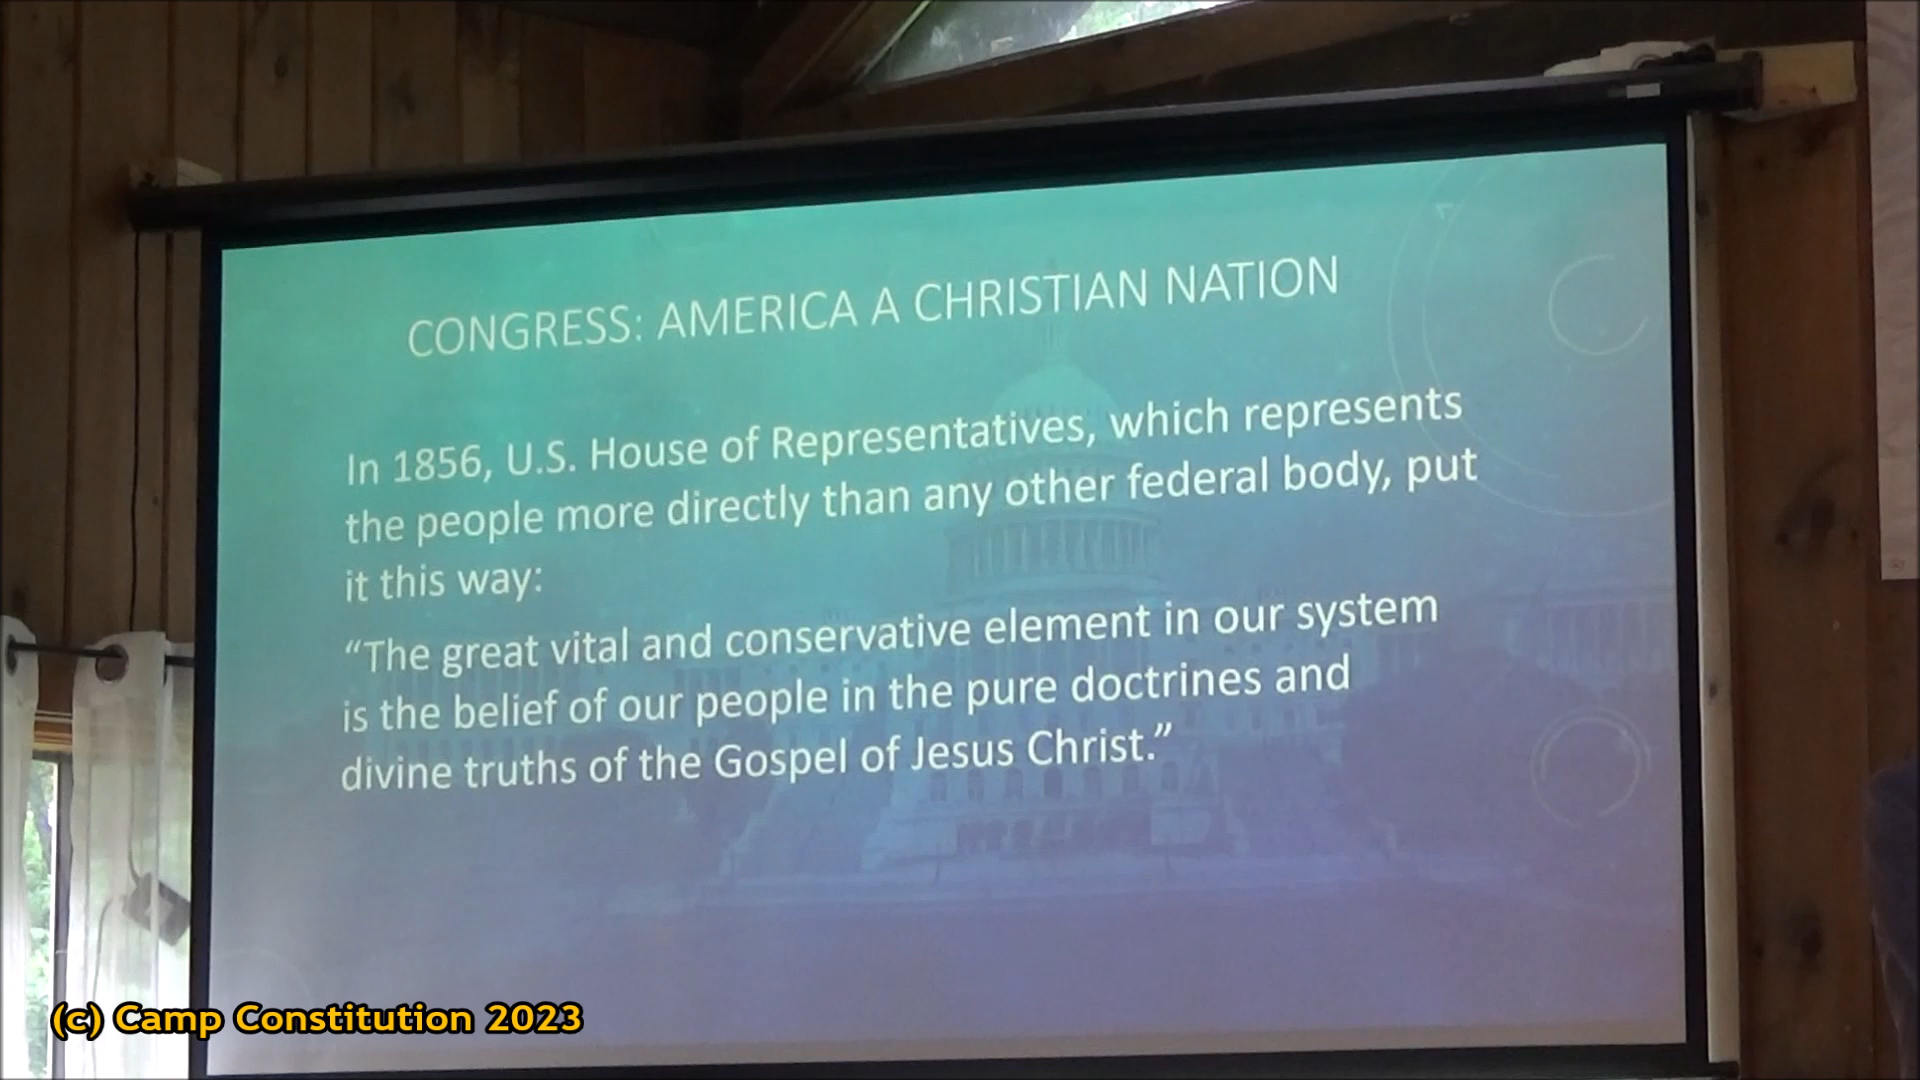 CONGRESS: AMERICA A CHRISTIAN NATION
In 1856, U.S. House of Representatives, which represents
the people more directly than any other federal body, put
it this way:
“The great vital and conservative element in our system
is the belief of our people in the pure doctrines and
divine truths of the Gospel of Jesus Christ.”
(c) Camp Constitution 2023